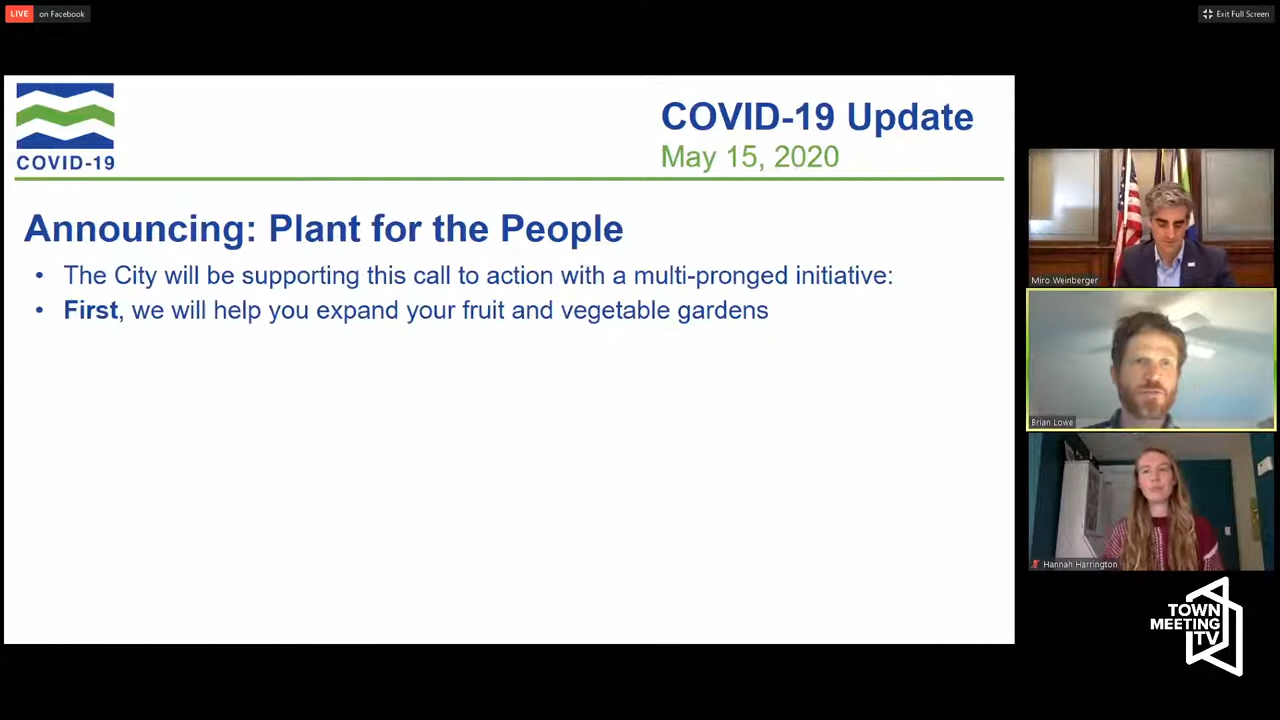 LIVE on Facebook
Exit Full Screen
COVID-19
COVID-19 Update
May 15, 2020
Announcing: Plant for the People
• The City will be supporting this call to action with a multi-pronged initiative:
• First, we will help you expand your fruit and vegetable gardens
Miro Weinberger
Brian Lowe
Hannah Harrington
TOWN
MEETING
TV